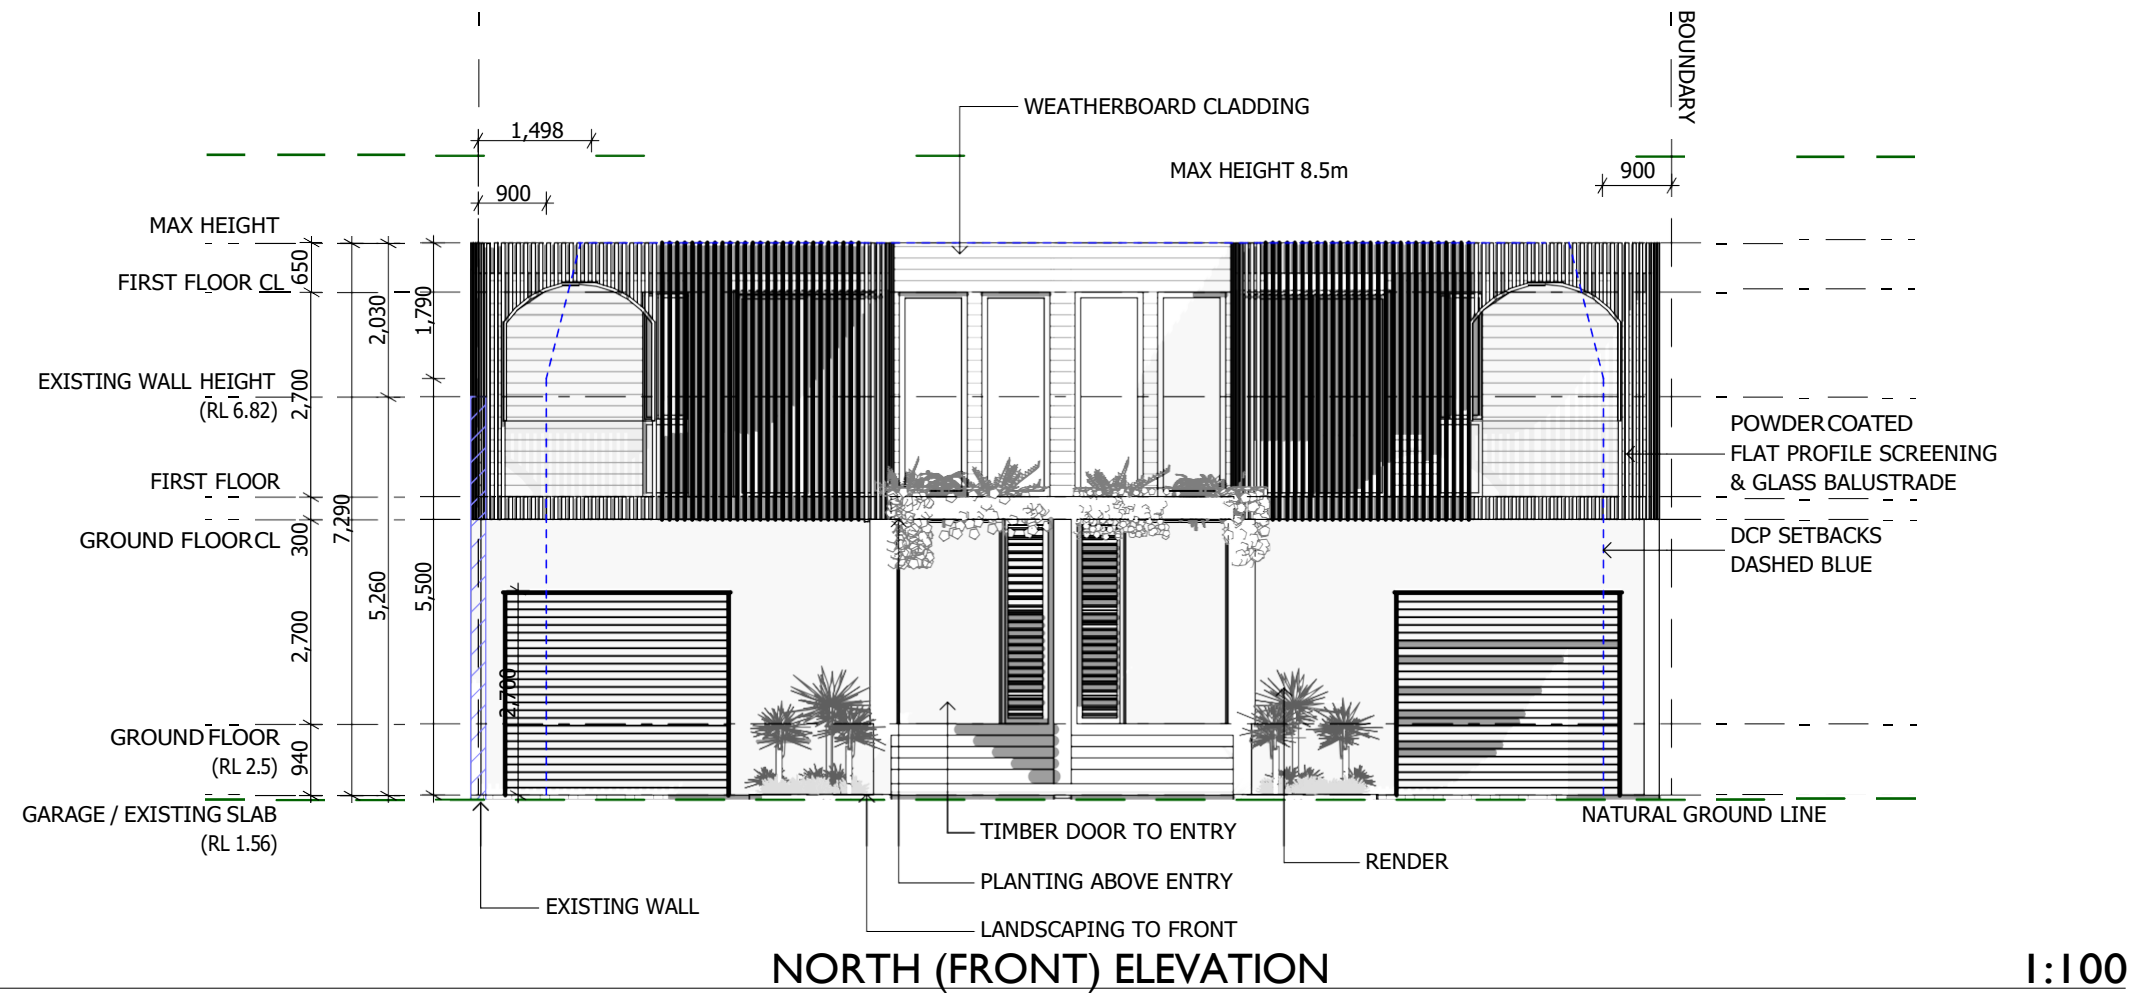 BOUNDARY
WEATHERBOARD CLADDING
1,498
MAX HEIGHT 8.5m
900
900
MAX HEIGHT
650
FIRST FLOOR CL
2,030
1,790
EXISTING WALL HEIGHT
(RL 6.82)
2,700
POWDER COATED
FLAT PROFILE SCREENING
& GLASS BALUSTRADE
FIRST FLOOR
7,290
GROUND FLOOR CL
300
DCP SETBACKS
DASHED BLUE
5,260
5,500
2,700
2,700
GROUND FLOOR
(RL 2.5)
940
GARAGE / EXISTING SLAB
(RL 1.56)
NATURAL GROUND LINE
TIMBER DOOR TO ENTRY
RENDER
PLANTING ABOVE ENTRY
EXISTING WALL
LANDSCAPING TO FRONT
NORTH (FRONT) ELEVATION
1:100